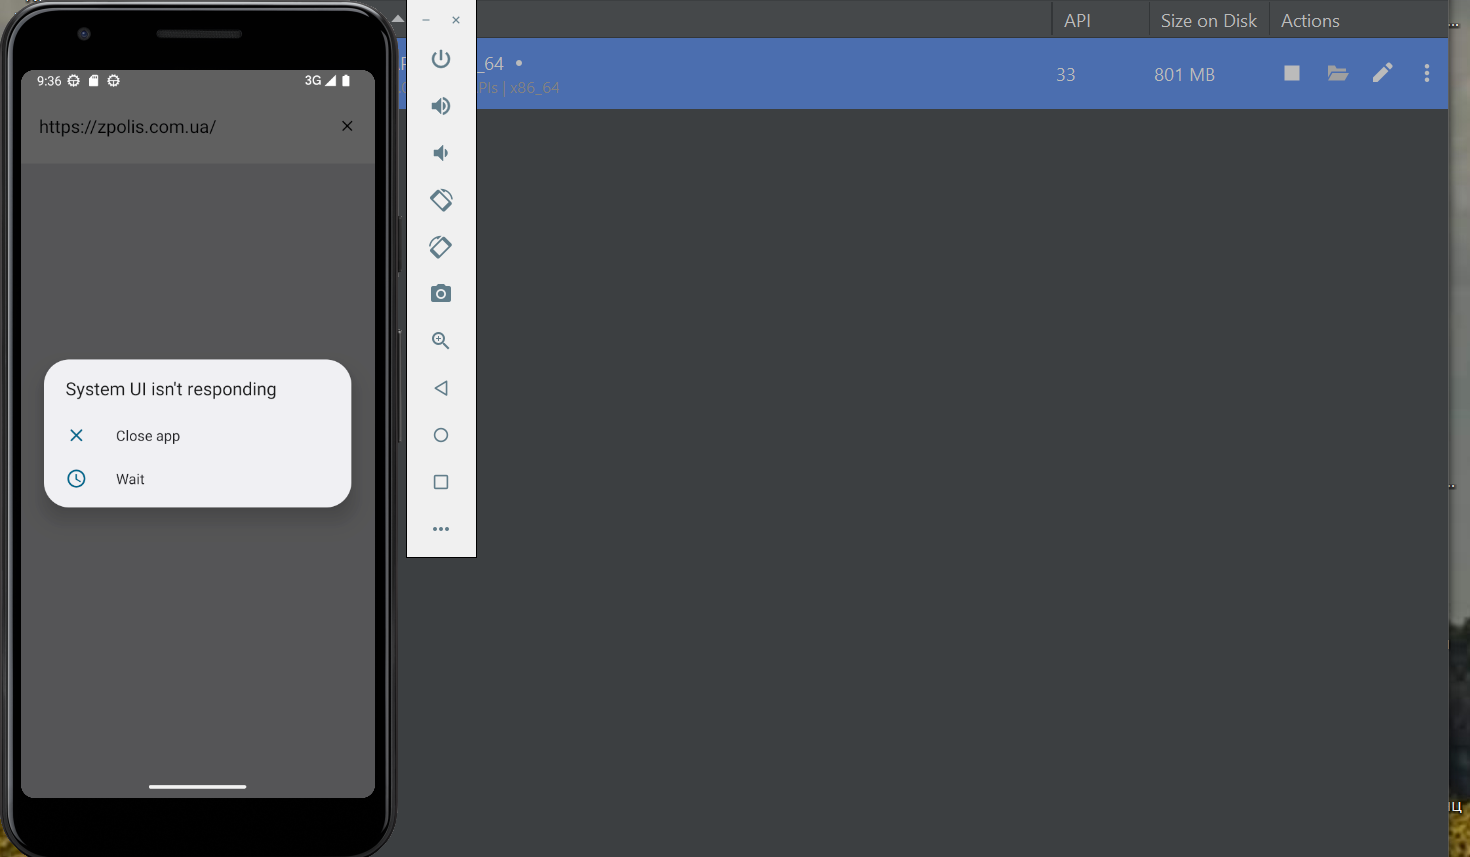 9:36
3G
https://zpolis.com.ua/
System UI isn't responding
Close app
Wait
API
Size on Disk
Actions
_64
PIs | x86_64
33
801 MB